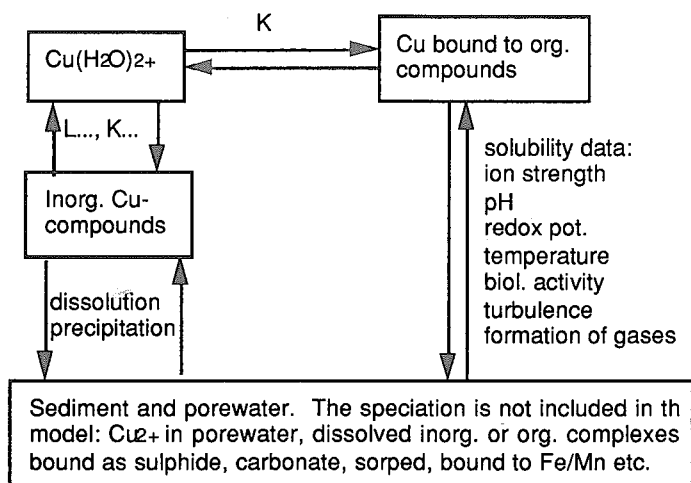 K
Cu(H2O)2+
Cu bound to org.
compounds
L..., K...
Inorg. Cu-
compounds
solubility data:
ion strength
pH
redox pot.
temperature
biol. activity
turbulence
formation of gases
dissolution
precipitation
Sediment and porewater. The speciation is not included in th
model: Cu2+ in porewater, dissolved inorg. or org. complexes
bound as sulphide, carbonate, sorped, bound to Fe/Mn etc.